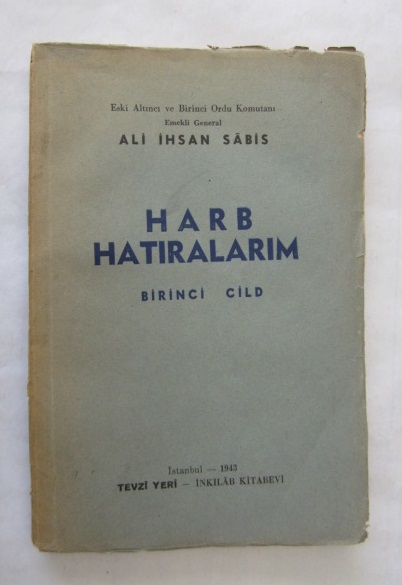 Eski Altıncı ve Birinci Ordu Komutanı
Emekli General
ALİ İHSAN SÂBİS
HARB
HATIRALARIM
BİRİNCİ CİLD
İstanbul — 1943
TEVZİ YERİ — İNKILÂB KİTABEVİ